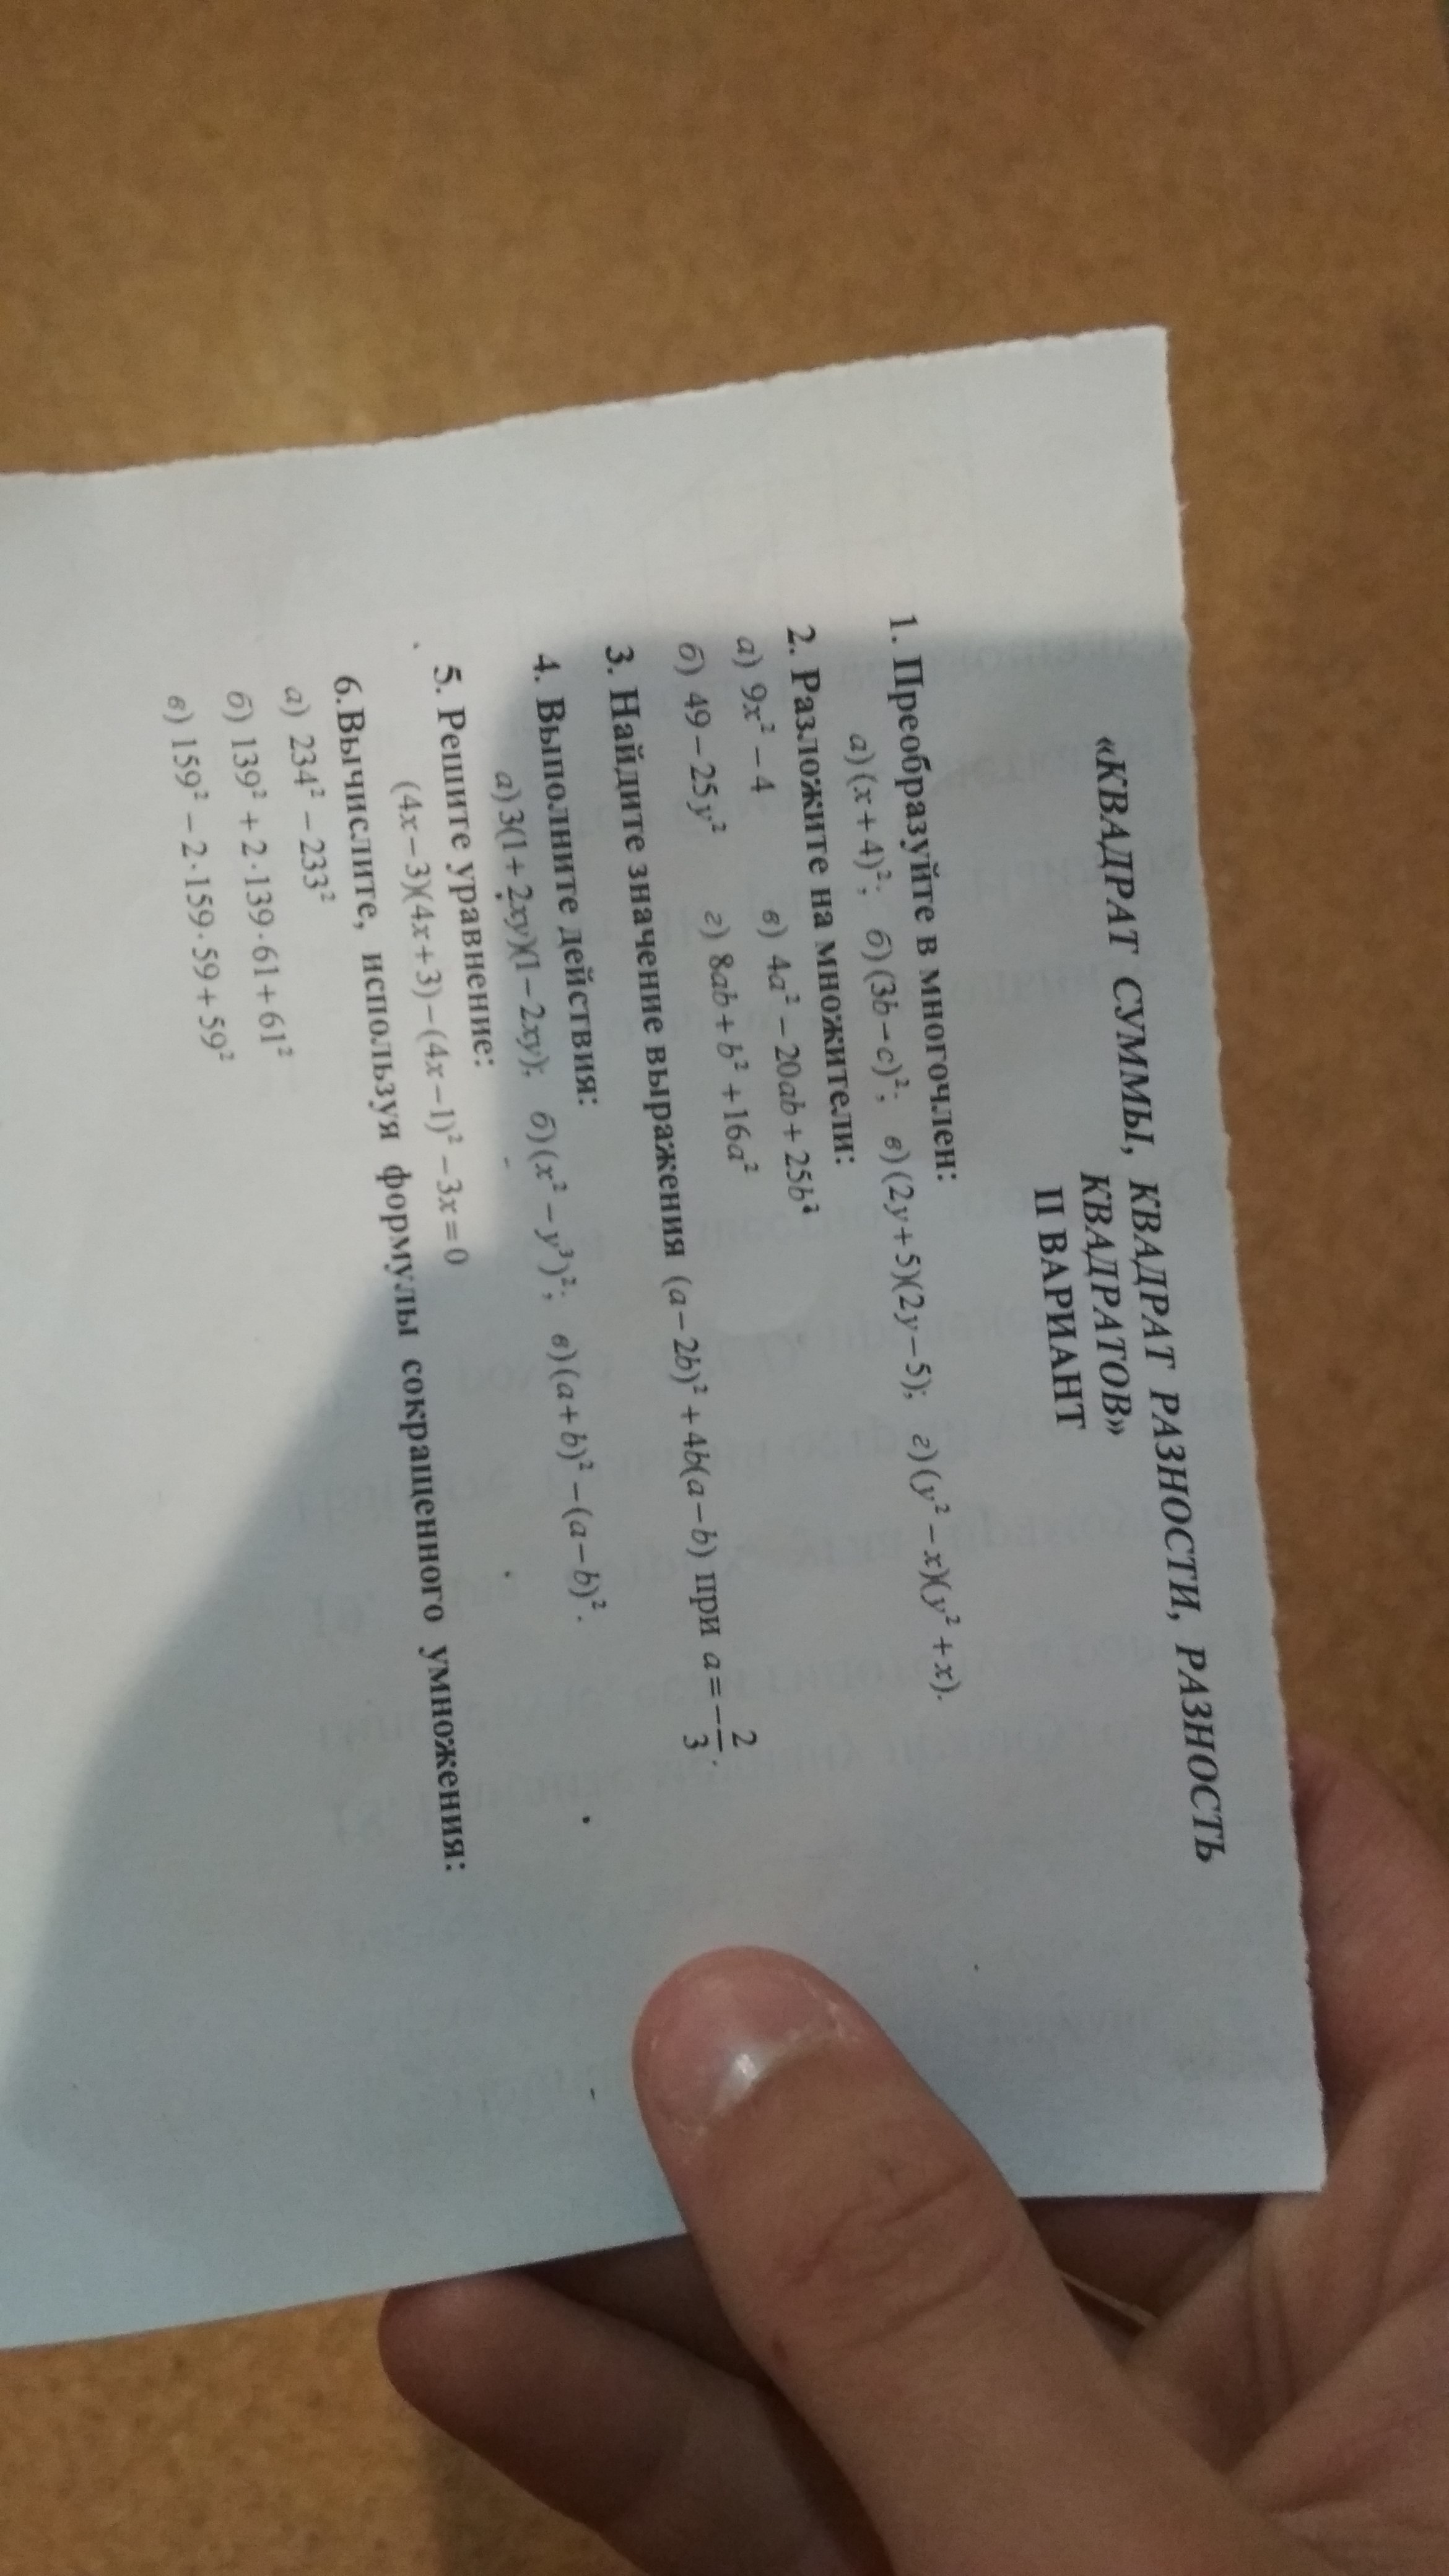 «КВАДРАТ СУММЫ, КВАДРАТ РАЗНОСТИ, РАЗНОСТЬ
КВАДРАТОВ»
II ВАРИАНТ
1. Преобразуйте в многочлен:
а) (x+4)²; б) (3b−c)²; в) (2y+5)(2y−5); г) (y²−x)(y²+x).
2. Разложите на множители:
а) 9x²−4 в) 4a²−20ab+25b²
б) 49−25y² г) 8ab+b²+16a²
3. Найдите значение выражения (a−2b)²+4b(a−b) при a=−2/3.
4. Выполните действия:
а) 3(1+2xy)(1−2xy); б) (x²−y³)²; в) (a+b)²−(a−b)².
5. Решите уравнение:
(4x−3)(4x+3)−(4x−1)²−3x=0
6.Вычислите, используя формулы сокращенного умножения:
а) 234²−233²
б) 139²+2·139·61+61²
в) 159²−2·159·59+59²